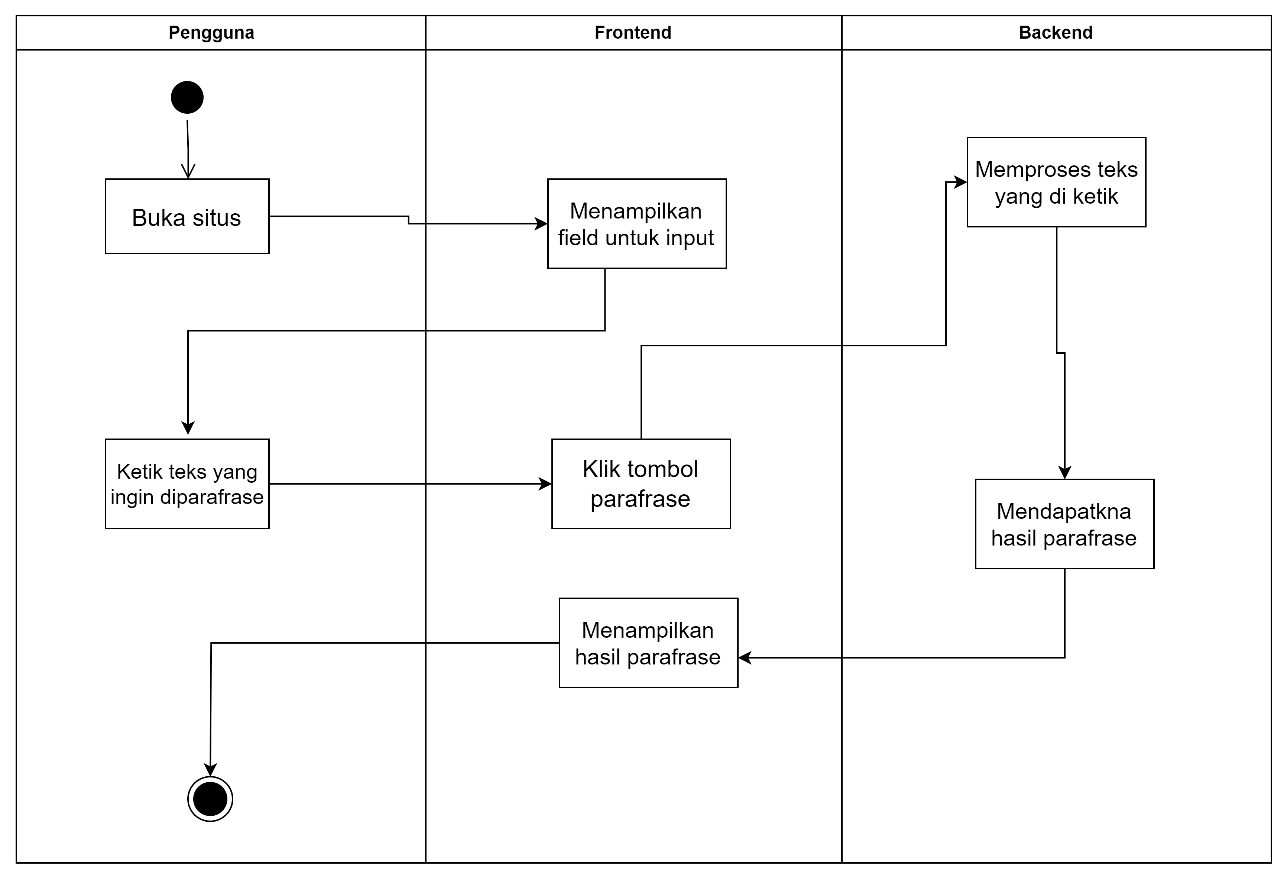 Pengguna
Frontend
Backend
Buka situs
Menampilkan
field untuk input
Memproses teks
yang di ketik
Ketik teks yang
ingin diparafrase
Klik tombol
parafrase
Mendapatkna
hasil parafrase
Menampilkan
hasil parafrase